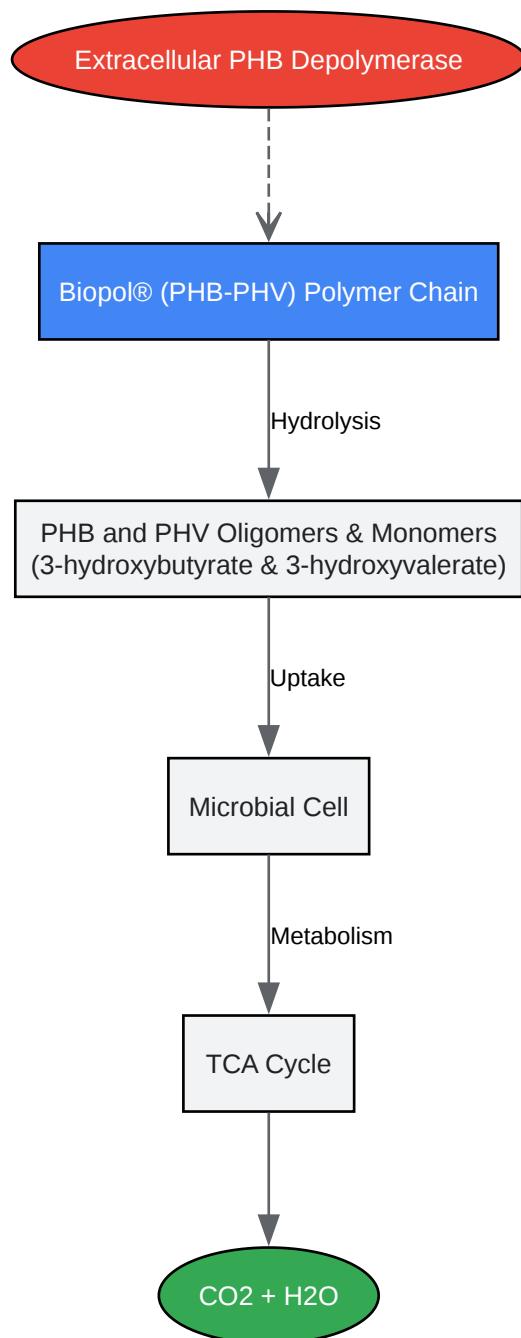 Extracellular PHB Depolymerase
Biopol® (PHB-PHV) Polymer Chain
Hydrolysis
PHB and PHV Oligomers & Monomers
(3-hydroxybutyrate & 3-hydroxyvalerate)
Uptake
Microbial Cell
Metabolism
TCA Cycle
CO2 + H2O